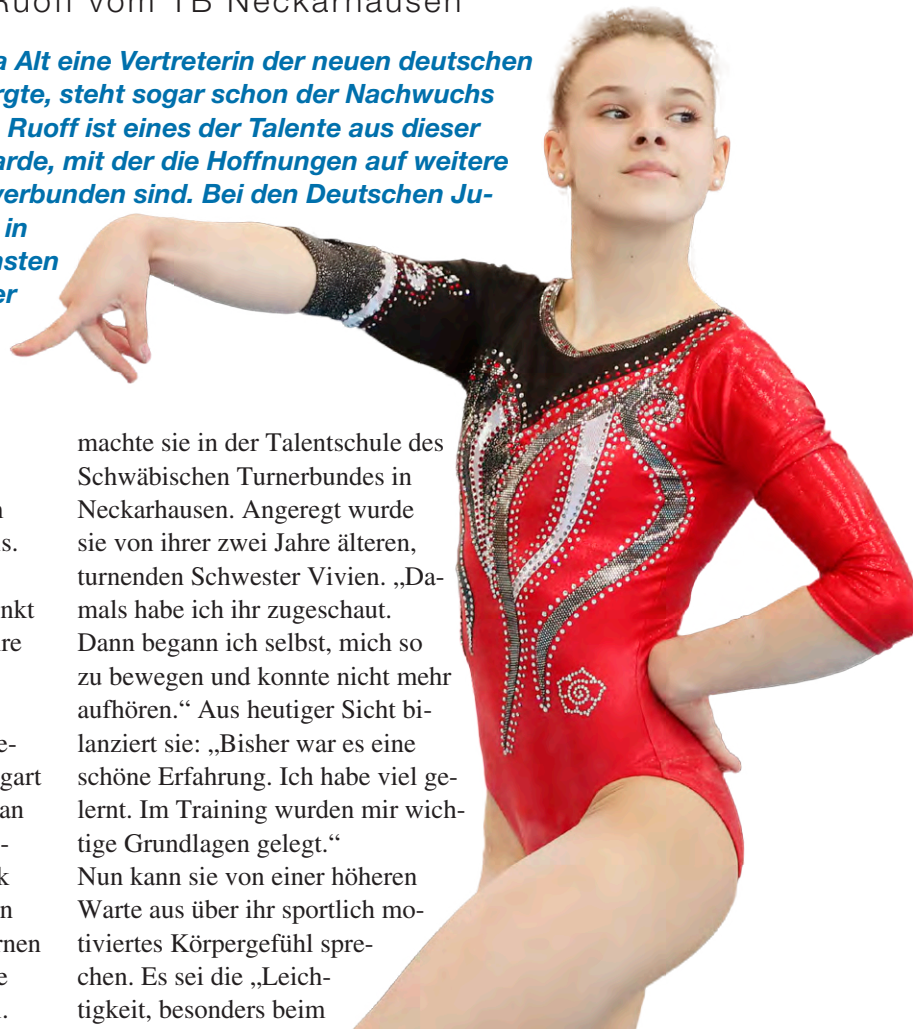 Ruoff vom TB Neckarhausen
a Alt eine Vertreterin der neuen deutschen
rgte, steht sogar schon der Nachwuchs
Ruoff ist eines der Talente aus dieser
arde, mit der die Hoffnungen auf weitere
verbunden sind. Bei den Deutschen Ju-
in
nsten
er
n
s.
nkt
re
e-
gart
an
-
k
n
rnen
e
.
machte sie in der Talentschule des
Schwäbischen Turnerbundes in
Neckarhausen. Angeregt wurde
sie von ihrer zwei Jahre älteren,
turnenden Schwester Vivien. „Da-
mals habe ich ihr zugeschaut.
Dann begann ich selbst, mich so
zu bewegen und konnte nicht mehr
aufhören.“ Aus heutiger Sicht bi-
lanziert sie: „Bisher war es eine
schöne Erfahrung. Ich habe viel ge-
lernt. Im Training wurden mir wich-
tige Grundlagen gelegt.“
Nun kann sie von einer höheren
Warte aus über ihr sportlich mo-
tiviertes Körpergefühl spre-
chen. Es sei die „Leich-
tigkeit, besonders beim